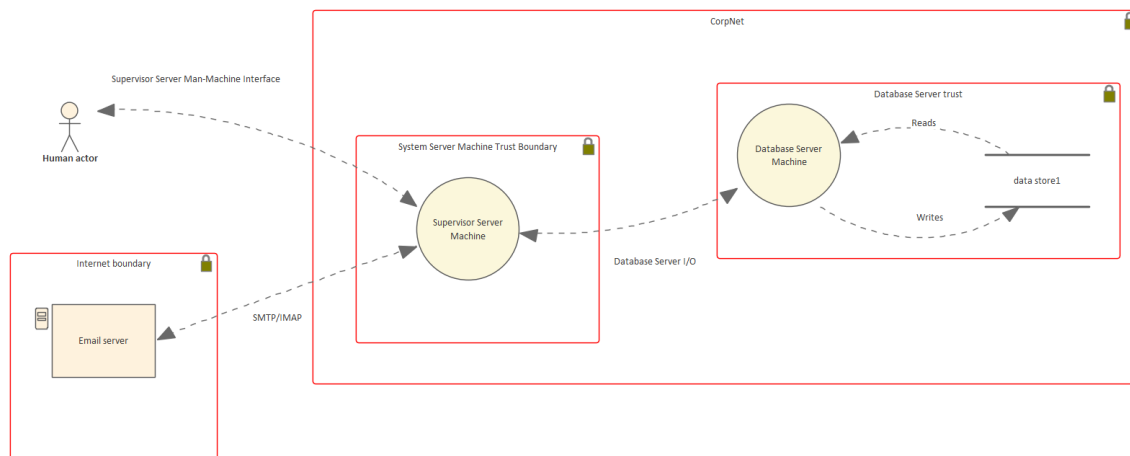 CorpNet
Supervisor Server Man-Machine Interface
Human actor
System Server Machine Trust Boundary
Supervisor Server
Machine
Database Server trust
Reads
Database Server
Machine
data store1
Writes
Database Server I/O
Internet boundary
Email server
SMTP/IMAP